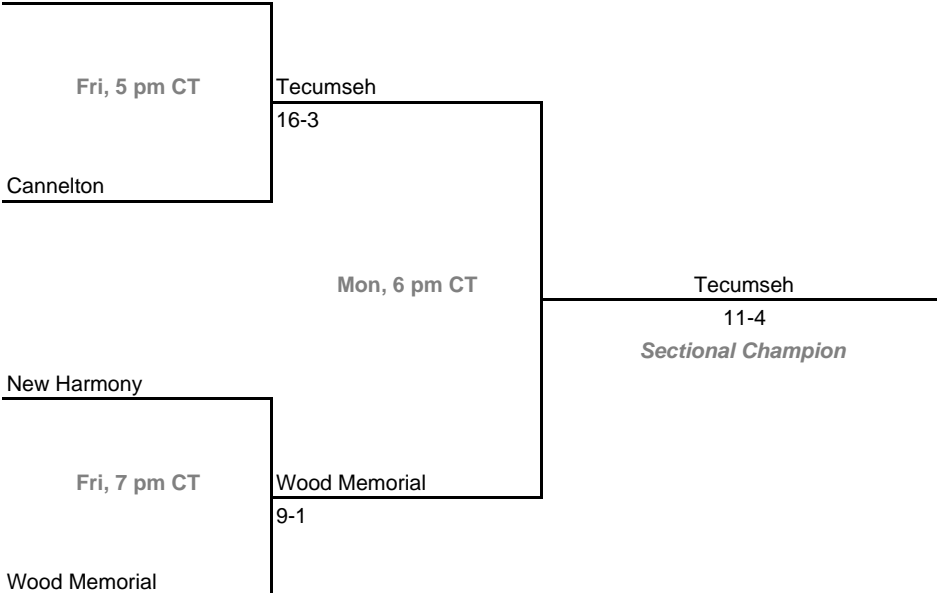 Fri, 5 pm CT
Tecumseh
16-3
Cannelton
Mon, 6 pm CT
Tecumseh
11-4
Sectional Champion
New Harmony
Fri, 7 pm CT
Wood Memorial
9-1
Wood Memorial